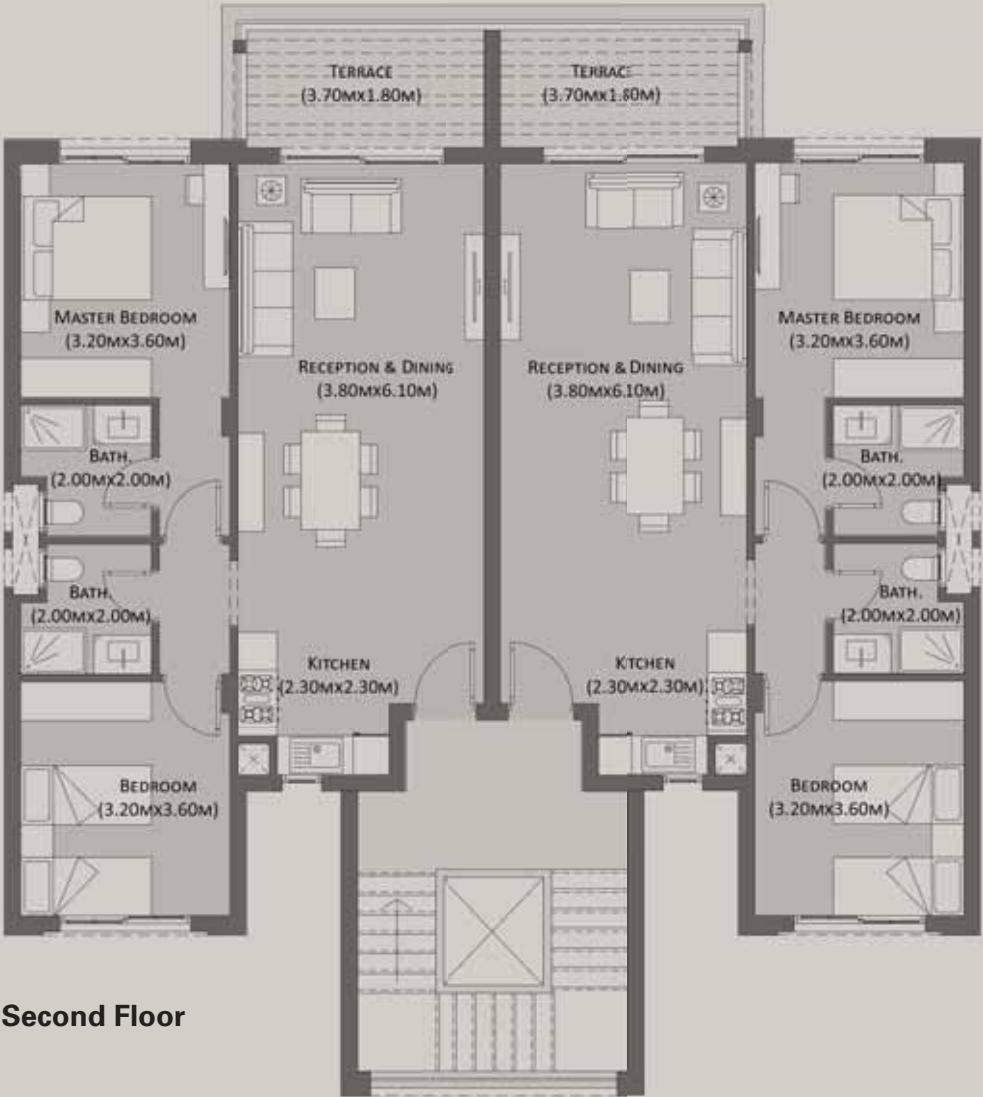 TERRACE
(3.70MX1.80M)
TERRACE
(3.70MX1.80M)
MASTER BEDROOM
(3.20MX3.60M)
RECEPTION & DINING
(3.80MX6.10M)
RECEPTION & DINING
(3.80MX6.10M)
MASTER BEDROOM
(3.20MX3.60M)
BATH.
(2.00MX2.00M)
BATH.
(2.00MX2.00M)
BATH.
(2.00MX2.00M)
BATH.
(2.00MX2.00M)
KITCHEN
(2.30MX2.30M)
KITCHEN
(2.30MX2.30M)
BEDROOM
(3.20MX3.60M)
BEDROOM
(3.20MX3.60M)
Second Floor